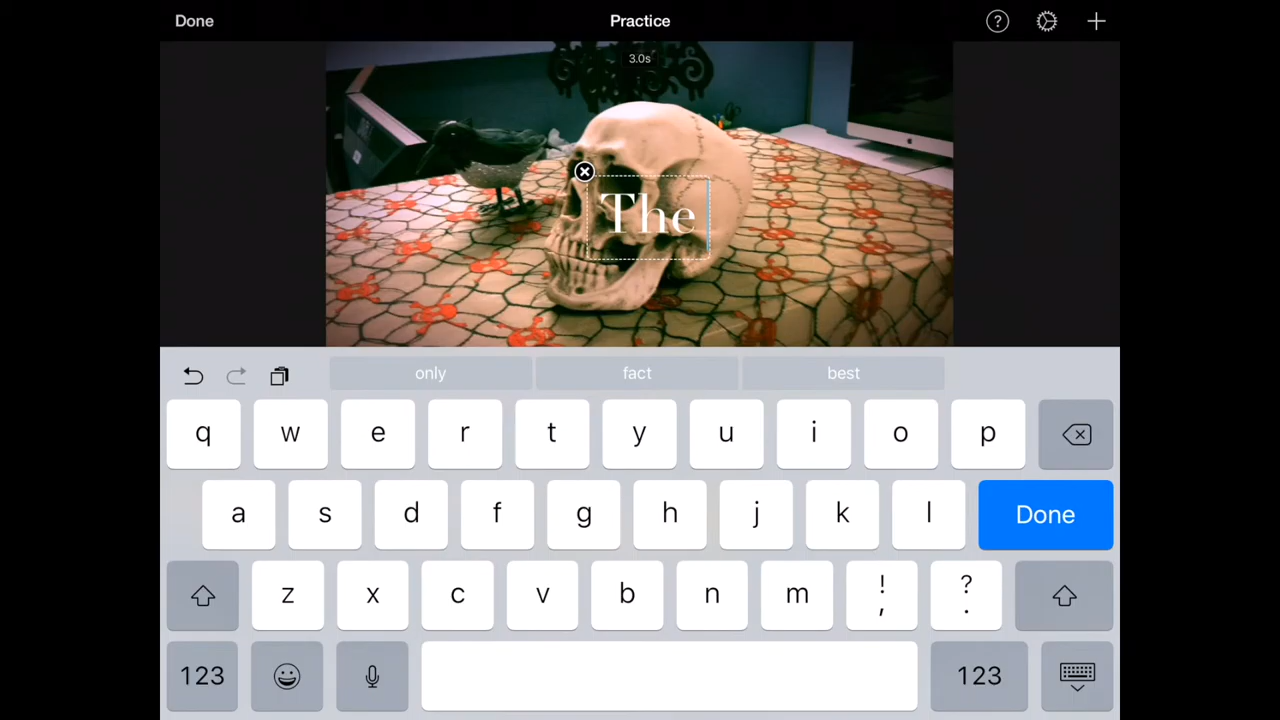 Done Practice ?
3.0s
The
only fact best
q w e r t y u i o p
a s d f g h j k l Done
z x c v b n m ! , ? .
123 123